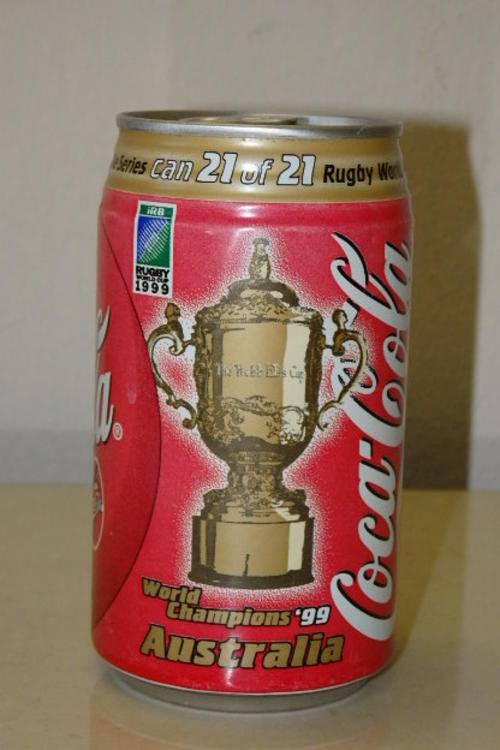 Series can 21 of 21 Rugby Wor
iRB
RUGBY
WORLD CUP
1999
The Webb Ellis Cup
Coca-Cola
®
World
Champions '99
Australia